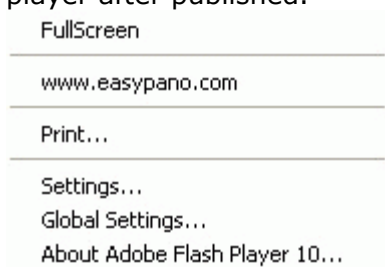 player after published.
FullScreen
www.easypano.com
Print...
Settings...
Global Settings...
About Adobe Flash Player 10...